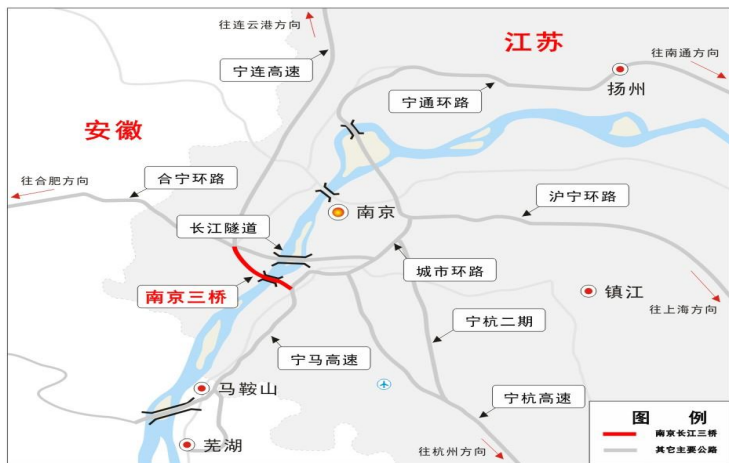 往连云港方向
江苏
往南通方向
宁连高速
扬州
宁通环路
安徽
往合肥方向
合宁环路
沪宁环路
南京
长江隧道
城市环路
南京三桥
镇江
往上海方向
宁杭二期
宁马高速
马鞍山
宁杭高速
芜湖
往杭州方向
图 例
南京长江三桥
其它主要公路